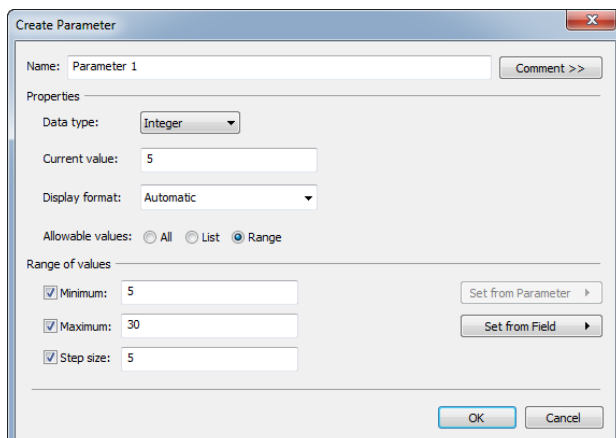 Create Parameter
Name: Parameter 1 Comment >>
Properties
Data type: Integer
Current value: 5
Display format: Automatic
Allowable values: All List Range
Range of values
Minimum: 5 Set from Parameter
Maximum: 30 Set from Field
Step size: 5
OK Cancel